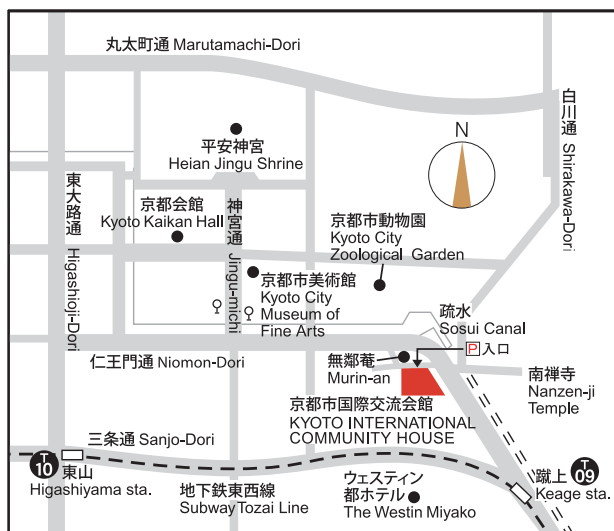 丸太町通 Marutamachi-Dori
白川通 Shirakawa-Dori
N
平安神宮
Heian Jingu Shrine
東大路通 Higashioji-Dori
京都会館
Kyoto Kaikan Hall
神宮通 Jingu-michi
京都市動物園
Kyoto City
Zoological Garden
京都市美術館
Kyoto City
Museum of
Fine Arts
疏水
Sosui Canal
P入口
仁王門通 Niomon-Dori
無鄰菴
Murin-an
南禅寺
Nanzen-ji
Temple
京都市国際交流会館
KYOTO INTERNATIONAL
COMMUNITY HOUSE
三条通 Sanjo-Dori
T
10
東山
Higashiyama sta.
地下鉄東西線
Subway Tozai Line
ウェスティン
都ホテル
The Westin Miyako
蹴上
T
09
Keage sta.